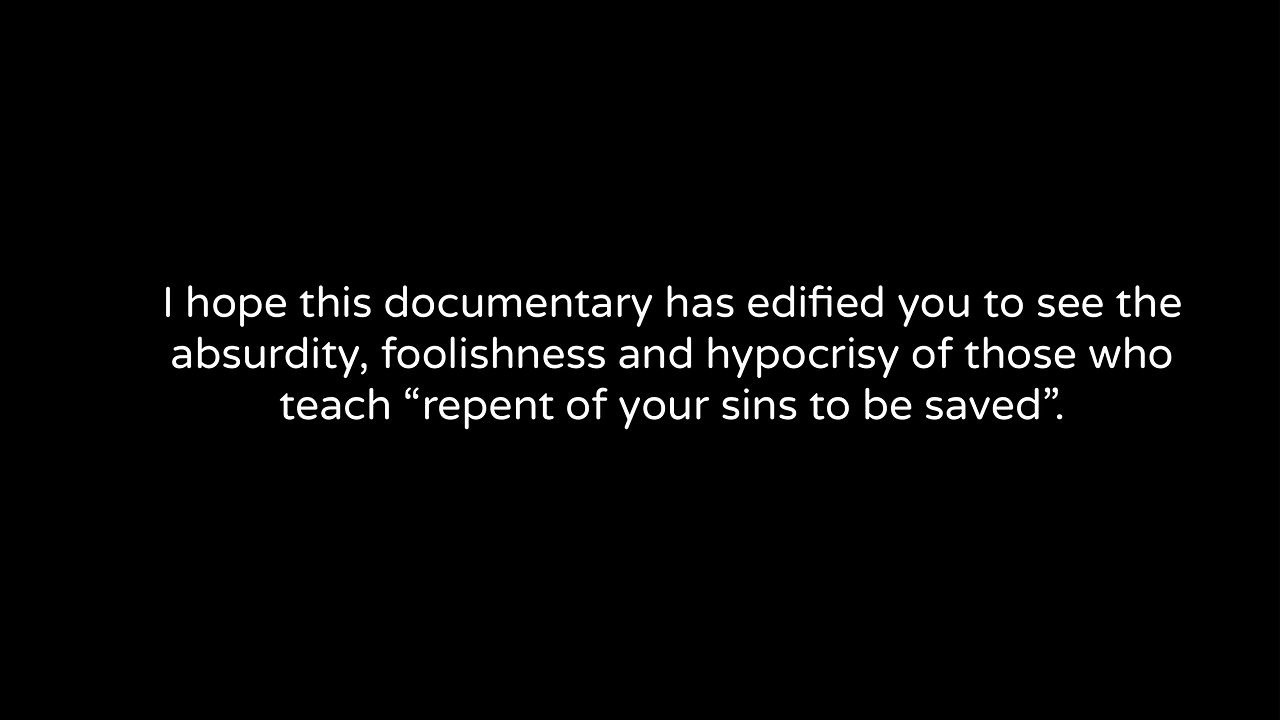 I hope this documentary has edified you to see the
absurdity, foolishness and hypocrisy of those who
teach “repent of your sins to be saved”.